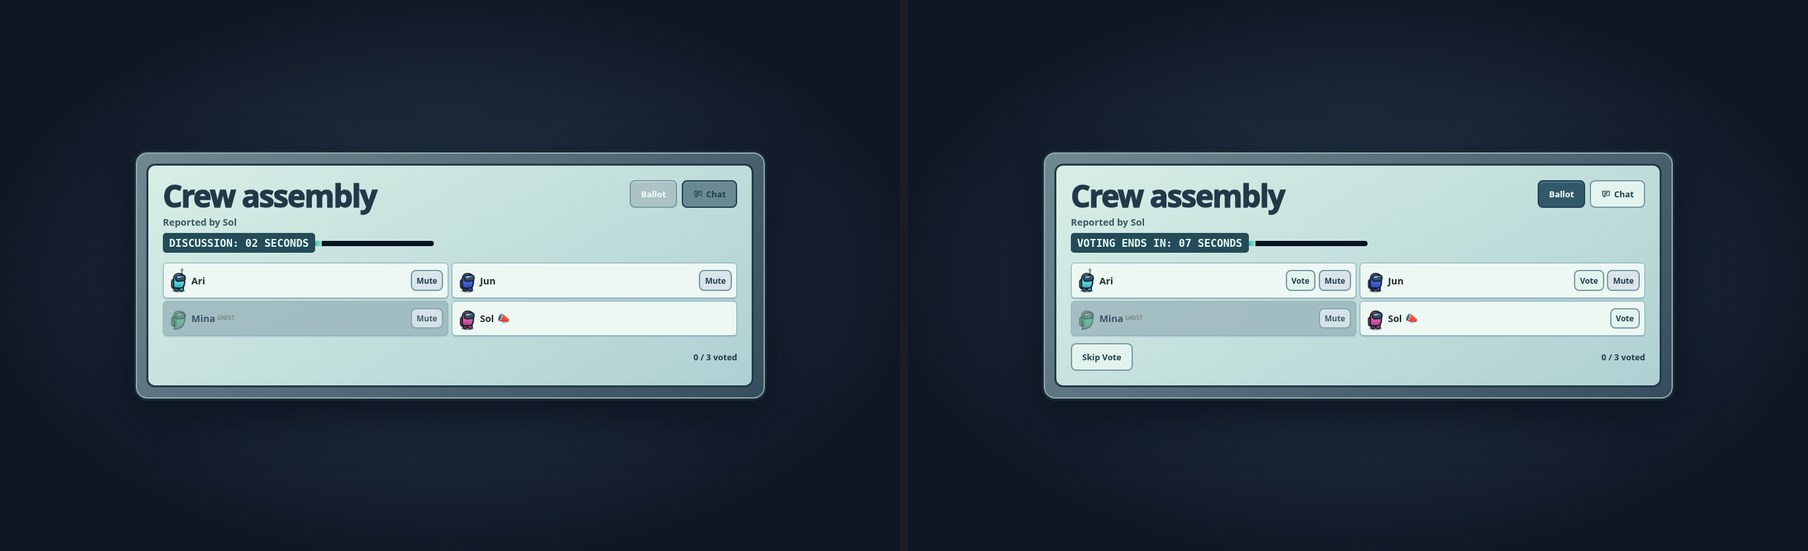 Crew assembly
Ballot
Chat
Reported by Sol
DISCUSSION: 02 SECONDS
Ari
Mute
Jun
Mute
Mina GHOST
Mute
Sol
0 / 3 voted
Crew assembly
Ballot
Chat
Reported by Sol
VOTING ENDS IN: 07 SECONDS
Ari
Vote
Mute
Jun
Vote
Mute
Mina GHOST
Mute
Sol
Vote
Skip Vote
0 / 3 voted